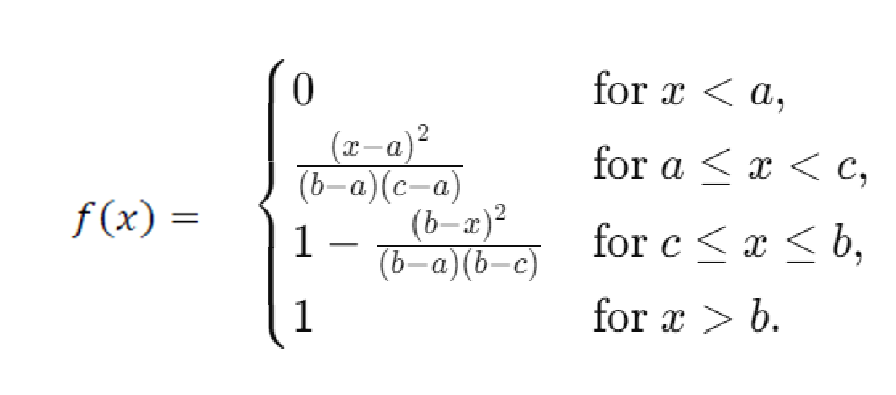 0 for x < a,
(x−a)²/(b−a)(c−a) for a ≤ x < c,
f(x) =
1 − (b−x)²/(b−a)(b−c) for c ≤ x ≤ b,
1 for x > b.